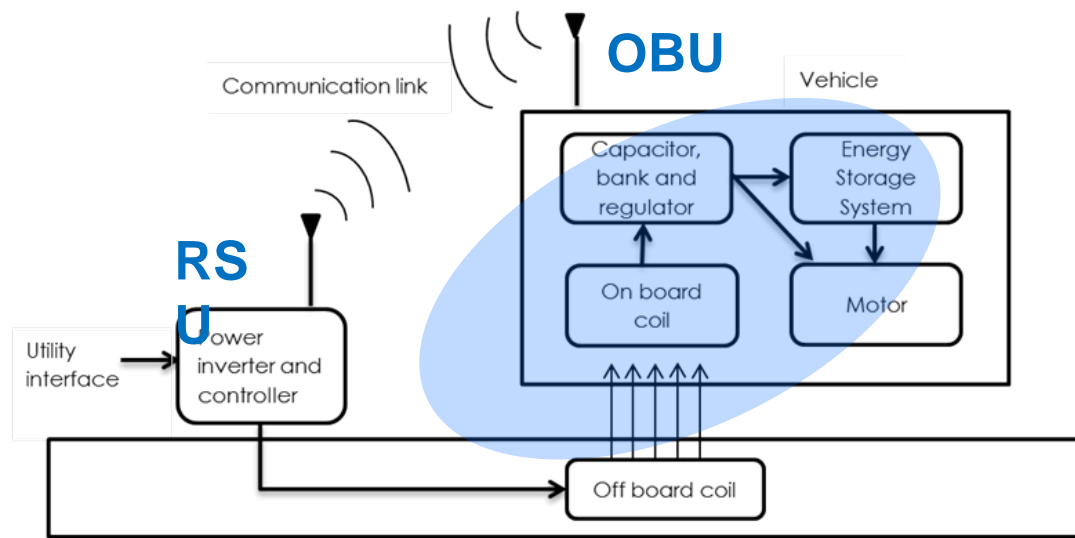 OBU
Communication link
Vehicle
Capacitor,
bank and
regulator
Energy
Storage
System
RS
U
On board
coil
Motor
Utility
interface
Power
inverter and
controller
Off board coil